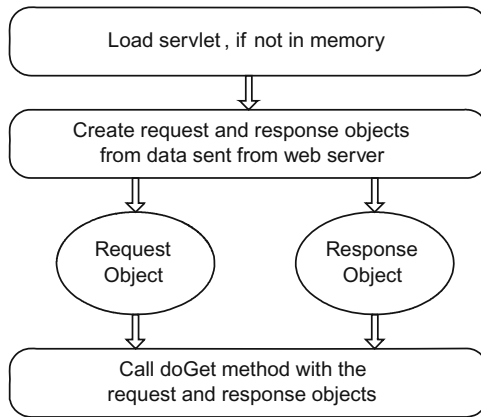 Load servlet, if not in memory
Create request and response objects
from data sent from web server
Request
Object
Response
Object
Call doGet method with the
request and response objects